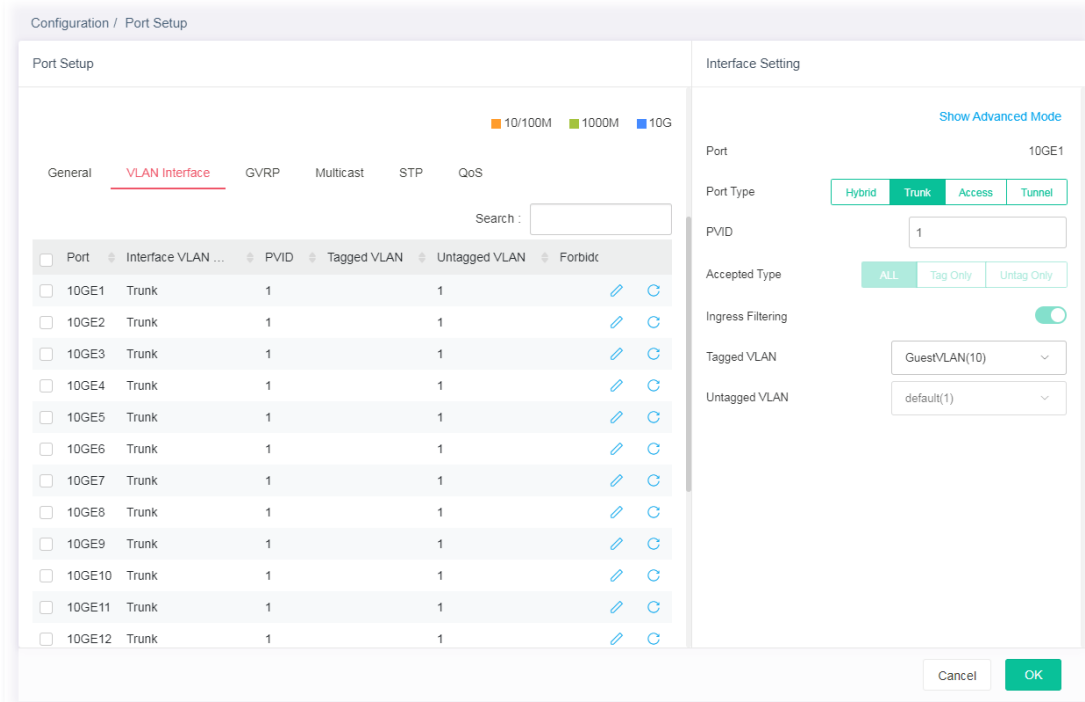 Configuration / Port Setup
Port Setup
Interface Setting
10/100M 1000M 10G
Show Advanced Mode
Port 10GE1
General VLAN Interface GVRP Multicast STP QoS
Port Type Hybrid Trunk Access Tunnel
Search :
PVID 1
Port Interface VLAN ... PVID Tagged VLAN Untagged VLAN Forbidc
Accepted Type ALL Tag Only Untag Only
10GE1 Trunk 1 1
Ingress Filtering
10GE2 Trunk 1 1
10GE3 Trunk 1 1
Tagged VLAN GuestVLAN(10)
10GE4 Trunk 1 1
Untagged VLAN default(1)
10GE5 Trunk 1 1
10GE6 Trunk 1 1
10GE7 Trunk 1 1
10GE8 Trunk 1 1
10GE9 Trunk 1 1
10GE10 Trunk 1 1
10GE11 Trunk 1 1
10GE12 Trunk 1 1
Cancel OK